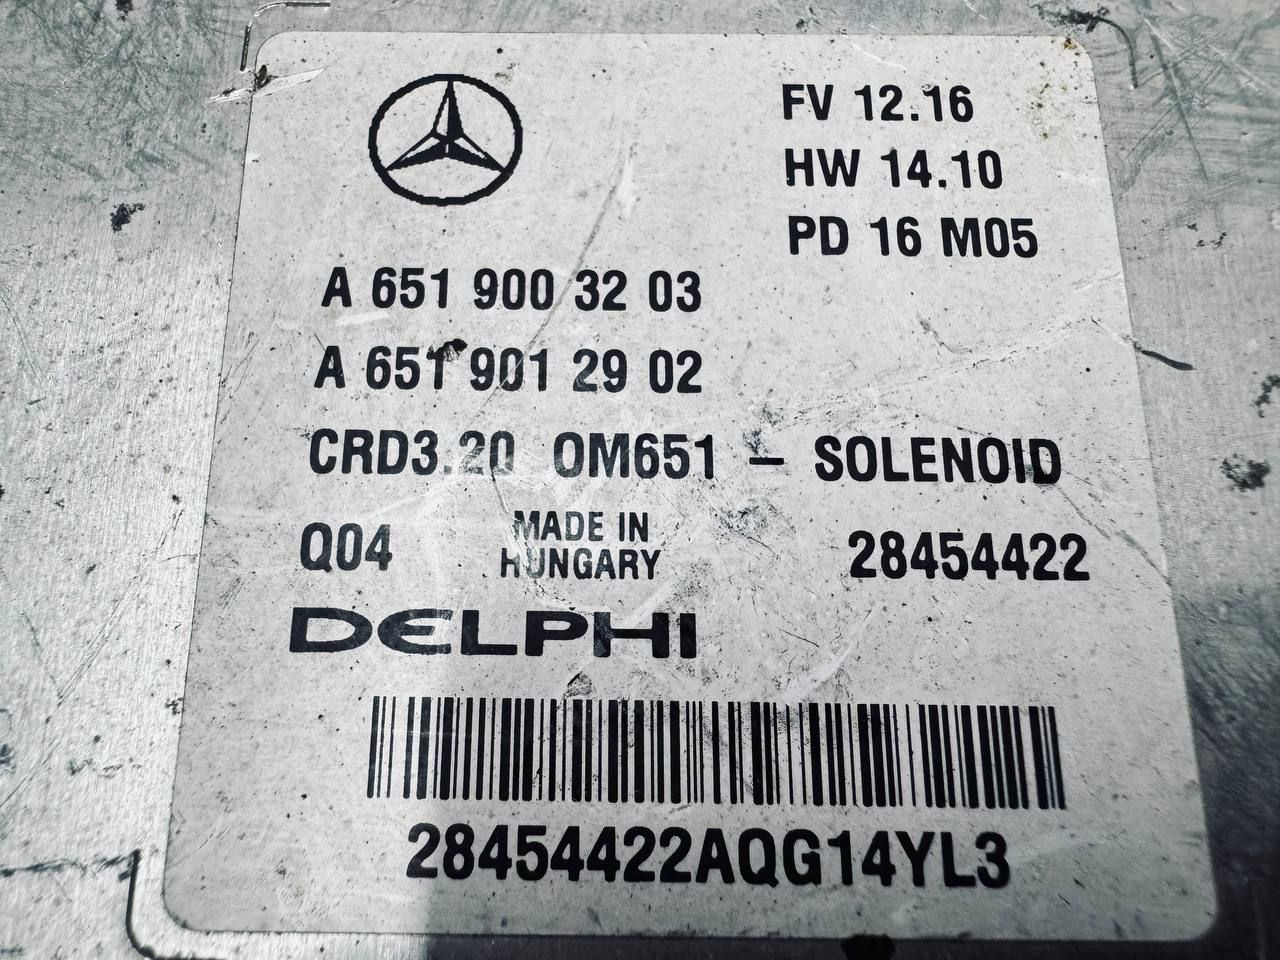 FV 12.16
HW 14.10
PD 16 M05
A 651 900 32 03
A 651 901 29 02
CRD3.20 OM651 – SOLENOID
Q04 MADE IN HUNGARY 28454422
DELPHI
28454422AQG14YL3